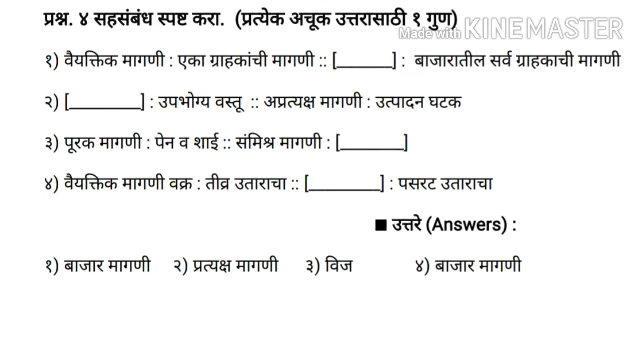 प्रश्न. ४ सहसंबंध स्पष्ट करा. (प्रत्येक अचूक उत्तरासाठी १ गुण)
Made with KINEMASTER
१) वैयक्तिक मागणी : एका ग्राहकांची मागणी :: [______] : बाजारातील सर्व ग्राहकाची मागणी
२) [________] : उपभोग्य वस्तू :: अप्रत्यक्ष मागणी : उत्पादन घटक
३) पूरक मागणी : पेन व शाई :: संमिश्र मागणी : [_______]
४) वैयक्तिक मागणी वक्र : तीव्र उताराचा :: [________] : पसरट उताराचा
■ उत्तरे (Answers) :
१) बाजार मागणी २) प्रत्यक्ष मागणी ३) विज ४) बाजार मागणी